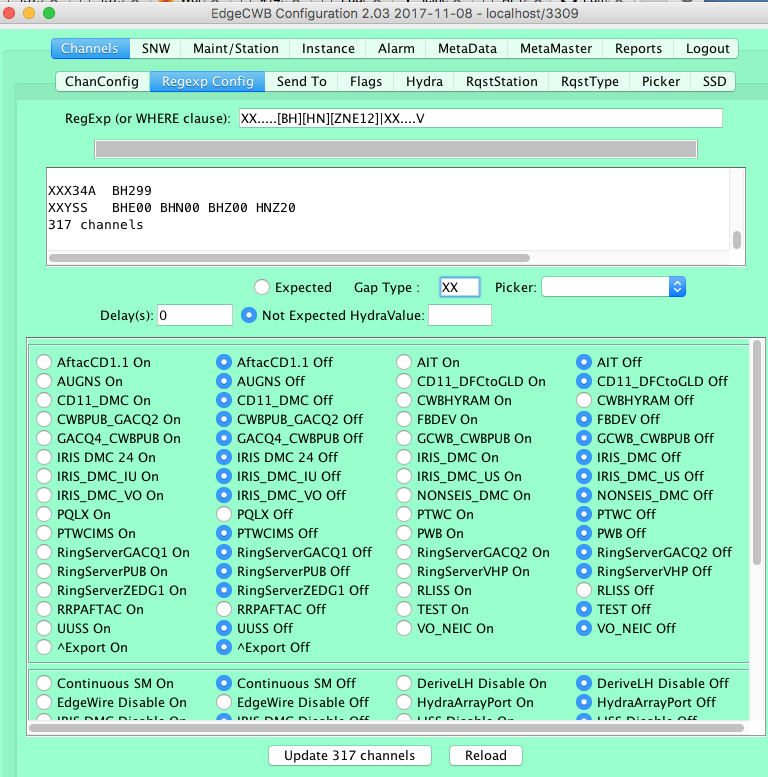 EdgeCWB Configuration 2.03 2017-11-08 - localhost/3309
Channels SNW Maint/Station Instance Alarm MetaData MetaMaster Reports Logout
ChanConfig Regexp Config Send To Flags Hydra RqstStation RqstType Picker SSD
RegExp (or WHERE clause): XX.....[BH][HN][ZNE12]|XX....V
XXX34A BH299
XXYSS BHE00 BHN00 BHZ00 HNZ20
317 channels
Expected Gap Type : XX Picker:
Delay(s): 0 Not Expected HydraValue:
AftacCD1.1 On AftacCD1.1 Off AIT On AIT Off
AUGNS On AUGNS Off CD11_DFCtoGLD On CD11_DFCtoGLD Off
CD11_DMC On CD11_DMC Off CWBHYRAM On CWBHYRAM Off
CWBPUB_GACQ2 On CWBPUB_GACQ2 Off FBDEV On FBDEV Off
GACQ4_CWBPUB On GACQ4_CWBPUB Off GCWB_CWBPUB On GCWB_CWBPUB Off
IRIS DMC 24 On IRIS DMC 24 Off IRIS_DMC On IRIS_DMC Off
IRIS_DMC_IU On IRIS_DMC_IU Off IRIS_DMC_US On IRIS_DMC_US Off
IRIS_DMC_VO On IRIS_DMC_VO Off NONSEIS_DMC On NONSEIS_DMC Off
PQLX On PQLX Off PTWC On PTWC Off
PTWCIMS On PTWCIMS Off PWB On PWB Off
RingServerGACQ1 On RingServerGACQ1 Off RingServerGACQ2 On RingServerGACQ2 Off
RingServerPUB On RingServerPUB Off RingServerVHP On RingServerVHP Off
RingServerZEDG1 On RingServerZEDG1 Off RLISS On RLISS Off
RRPAFTAC On RRPAFTAC Off TEST On TEST Off
UUSS On UUSS Off VO_NEIC On VO_NEIC Off
^Export On ^Export Off
Continuous SM On Continuous SM Off DeriveLH Disable On DeriveLH Disable Off
EdgeWire Disable On EdgeWire Disable Off HydraArrayPort On HydraArrayPort Off
Update 317 channels Reload